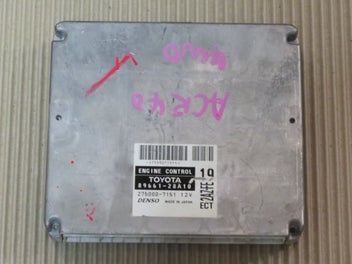 ACR40
ENGINE CONTROL
TOYOTA
89661-28A10
275000-7151 12V
DENSO MADE IN JAPAN
1Q
2AZFE
ECT